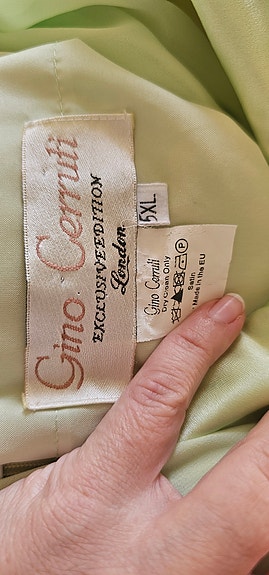 Gino Cerruti
EXCLUSIVE EDITION
London
5XL
Gino Cerruti
Dry Clean Only
P
Satin
Made in the EU